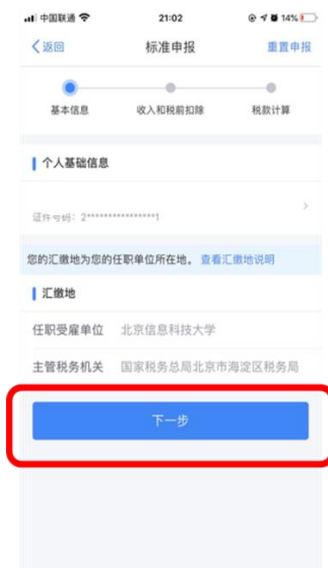 中国联通 21:02 14%
返回 标准申报 重置申报
基本信息 收入和税前扣除 税款计算
个人基础信息
证件号码：2****************1
您的汇缴地为您的任职单位所在地。 查看汇缴地说明
汇缴地
任职受雇单位 北京信息科技大学
主管税务机关 国家税务总局北京市海淀区税务局
下一步